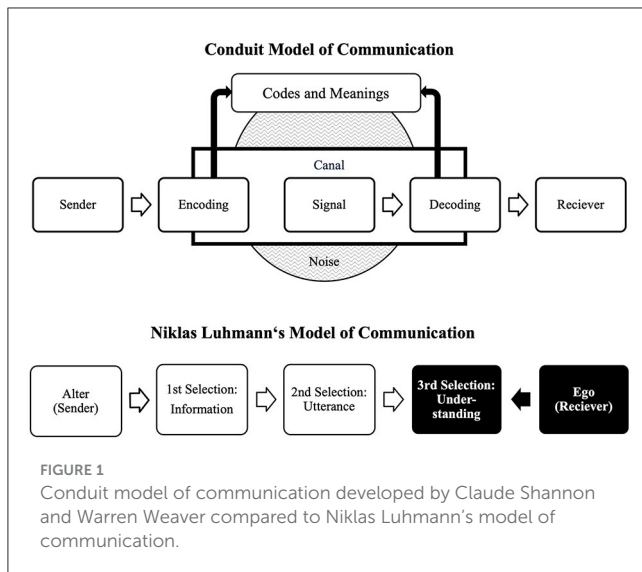 Conduit Model of Communication
Codes and Meanings
Canal
Sender
Encoding
Signal
Decoding
Reciever
Noise
Niklas Luhmann‘s Model of Communication
Alter
(Sender)
1st Selection:
Information
2nd Selection:
Utterance
3rd Selection:
Under-
standing
Ego
(Reciever)
FIGURE 1
Conduit model of communication developed by Claude Shannon
and Warren Weaver compared to Niklas Luhmann’s model of
communication.